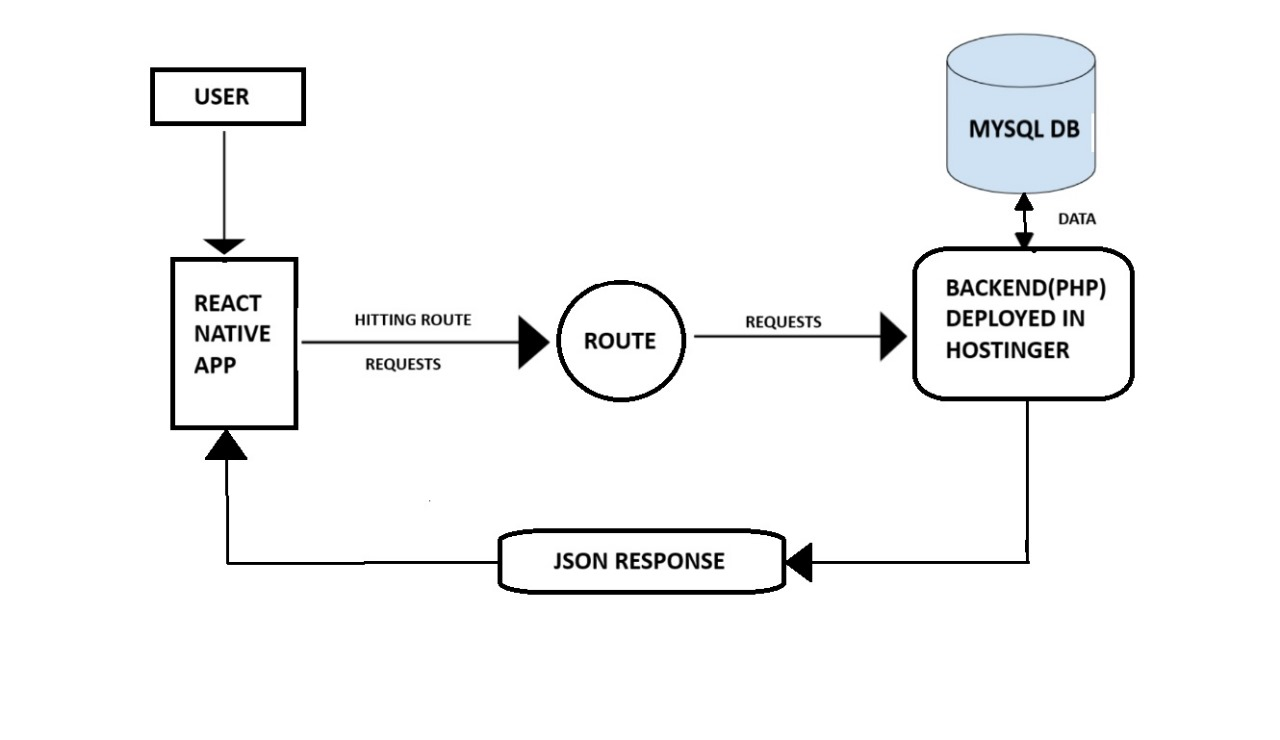 USER
MYSQL DB
DATA
REACT
NATIVE
APP
HITTING ROUTE
REQUESTS
ROUTE
REQUESTS
BACKEND(PHP)
DEPLOYED IN
HOSTINGER
JSON RESPONSE